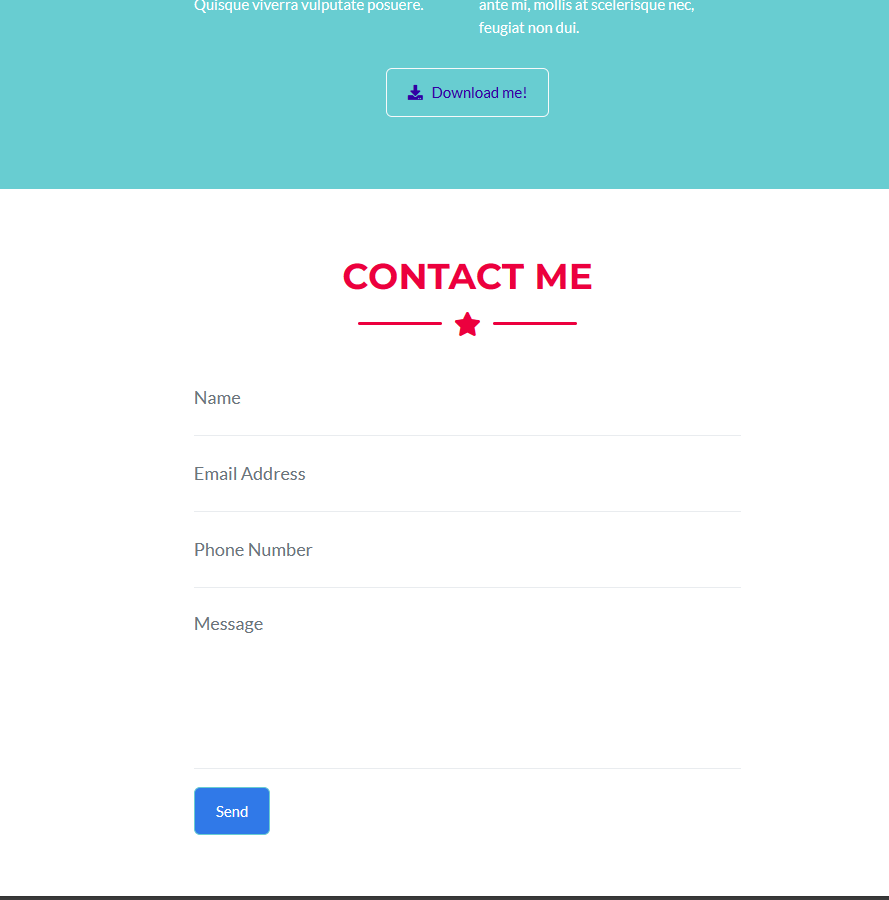 Quisque viverra vulputate posuere.
ante mi, mollis at scelerisque nec,
feugiat non dui.
Download me!
CONTACT ME
Name
Email Address
Phone Number
Message
Send